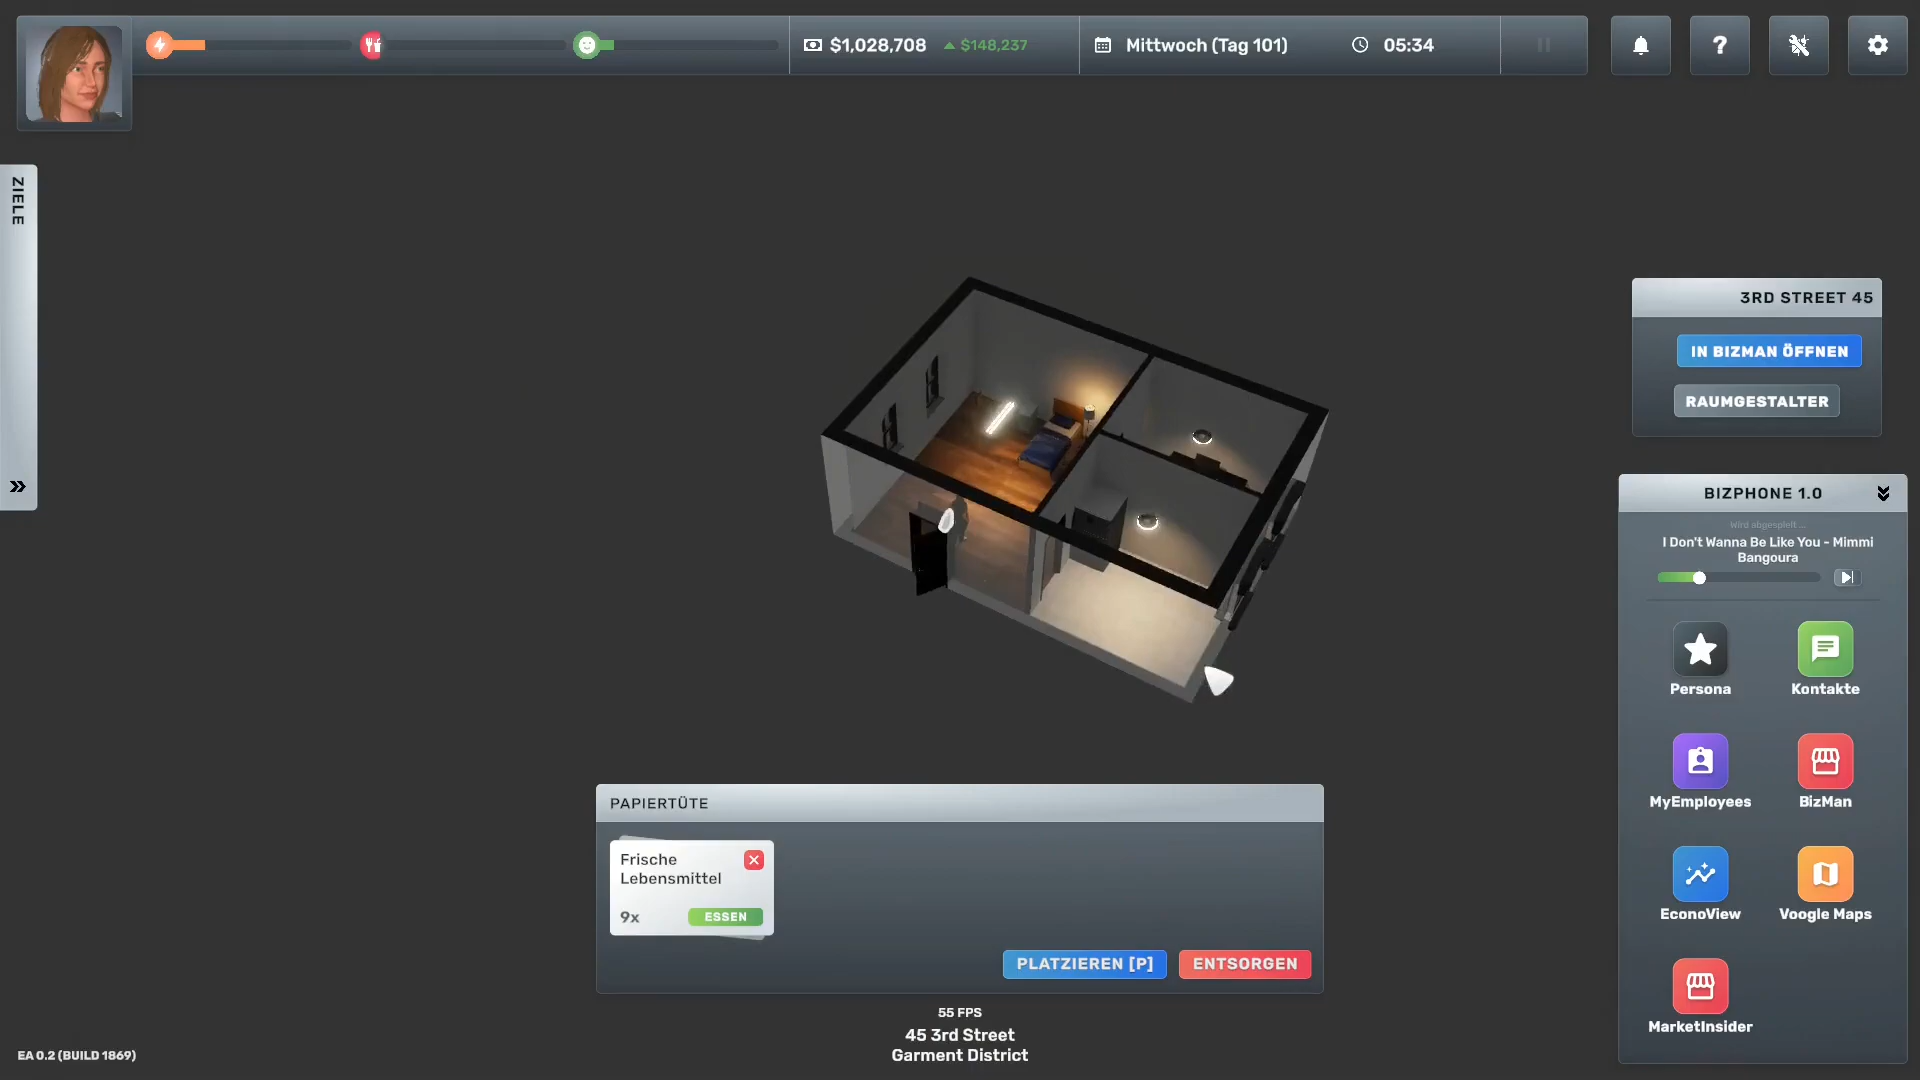 $1,028,708
$148,237
Mittwoch (Tag 101)
05:34
?
ZIELE
3RD STREET 45
IN BIZMAN ÖFFNEN
RAUMGESTALTER
BIZPHONE 1.0
Wird abgespielt ...
I Don't Wanna Be Like You - Mimmi
Bangoura
Persona
Kontakte
MyEmployees
BizMan
EconoView
Voogle Maps
MarketInsider
PAPIERTÜTE
Frische
Lebensmittel
9x
ESSEN
PLATZIEREN [P]
ENTSORGEN
55 FPS
45 3rd Street
Garment District
EA 0.2 (BUILD 1869)